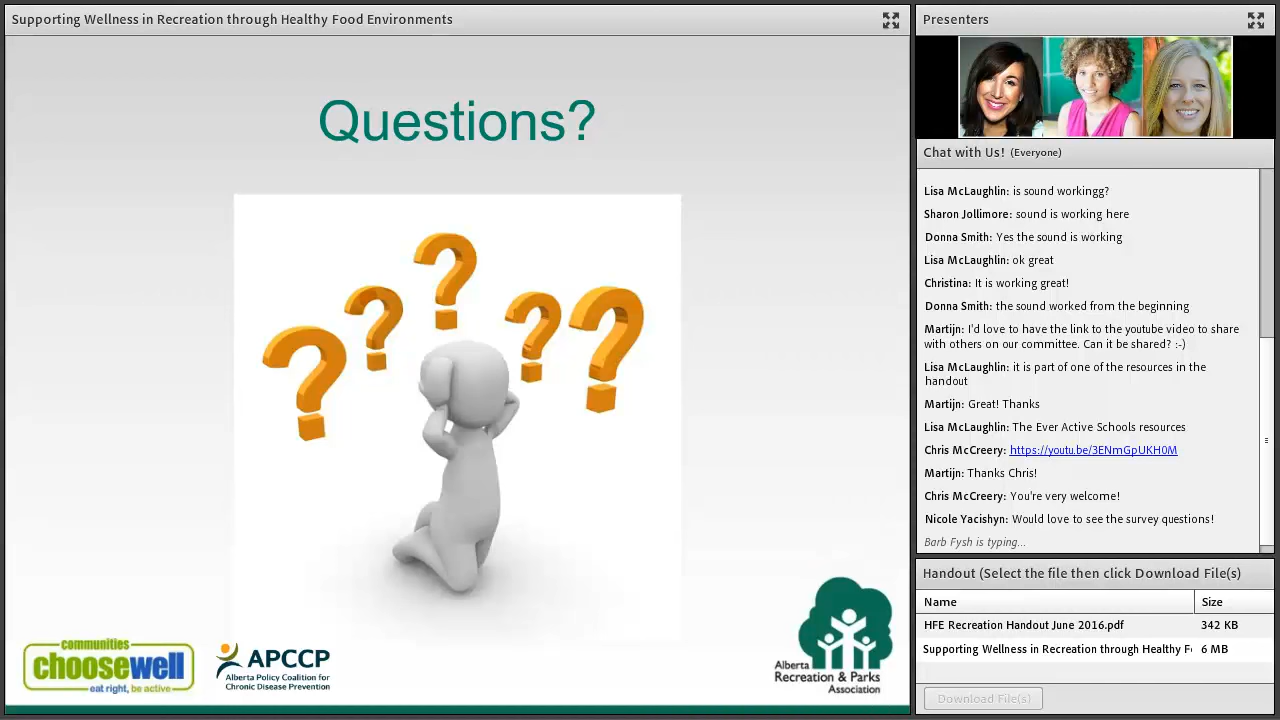 Supporting Wellness in Recreation through Healthy Food Environments
Questions?
communities
choosewell
eat right, be active
APCCP
Alberta Policy Coalition for
Chronic Disease Prevention
Alberta
Recreation & Parks
Association
Presenters
Chat with Us! (Everyone)
Lisa McLaughlin: is sound workingg?
Sharon Jollimore: sound is working here
Donna Smith: Yes the sound is working
Lisa McLaughlin: ok great
Christina: It is working great!
Donna Smith: the sound worked from the beginning
Martijn: I'd love to have the link to the youtube video to share
with others on our committee. Can it be shared? :-)
Lisa McLaughlin: it is part of one of the resources in the
handout
Martijn: Great! Thanks
Lisa McLaughlin: The Ever Active Schools resources
Chris McCreery: https://youtu.be/3ENmGpUKH0M
Martijn: Thanks Chris!
Chris McCreery: You're very welcome!
Nicole Yacishyn: Would love to see the survey questions!
Barb Fysh is typing...
Handout (Select the file then click Download File(s)
Name Size
HFE Recreation Handout June 2016.pdf 342 KB
Supporting Wellness in Recreation through Healthy F 6 MB
Download File(s)